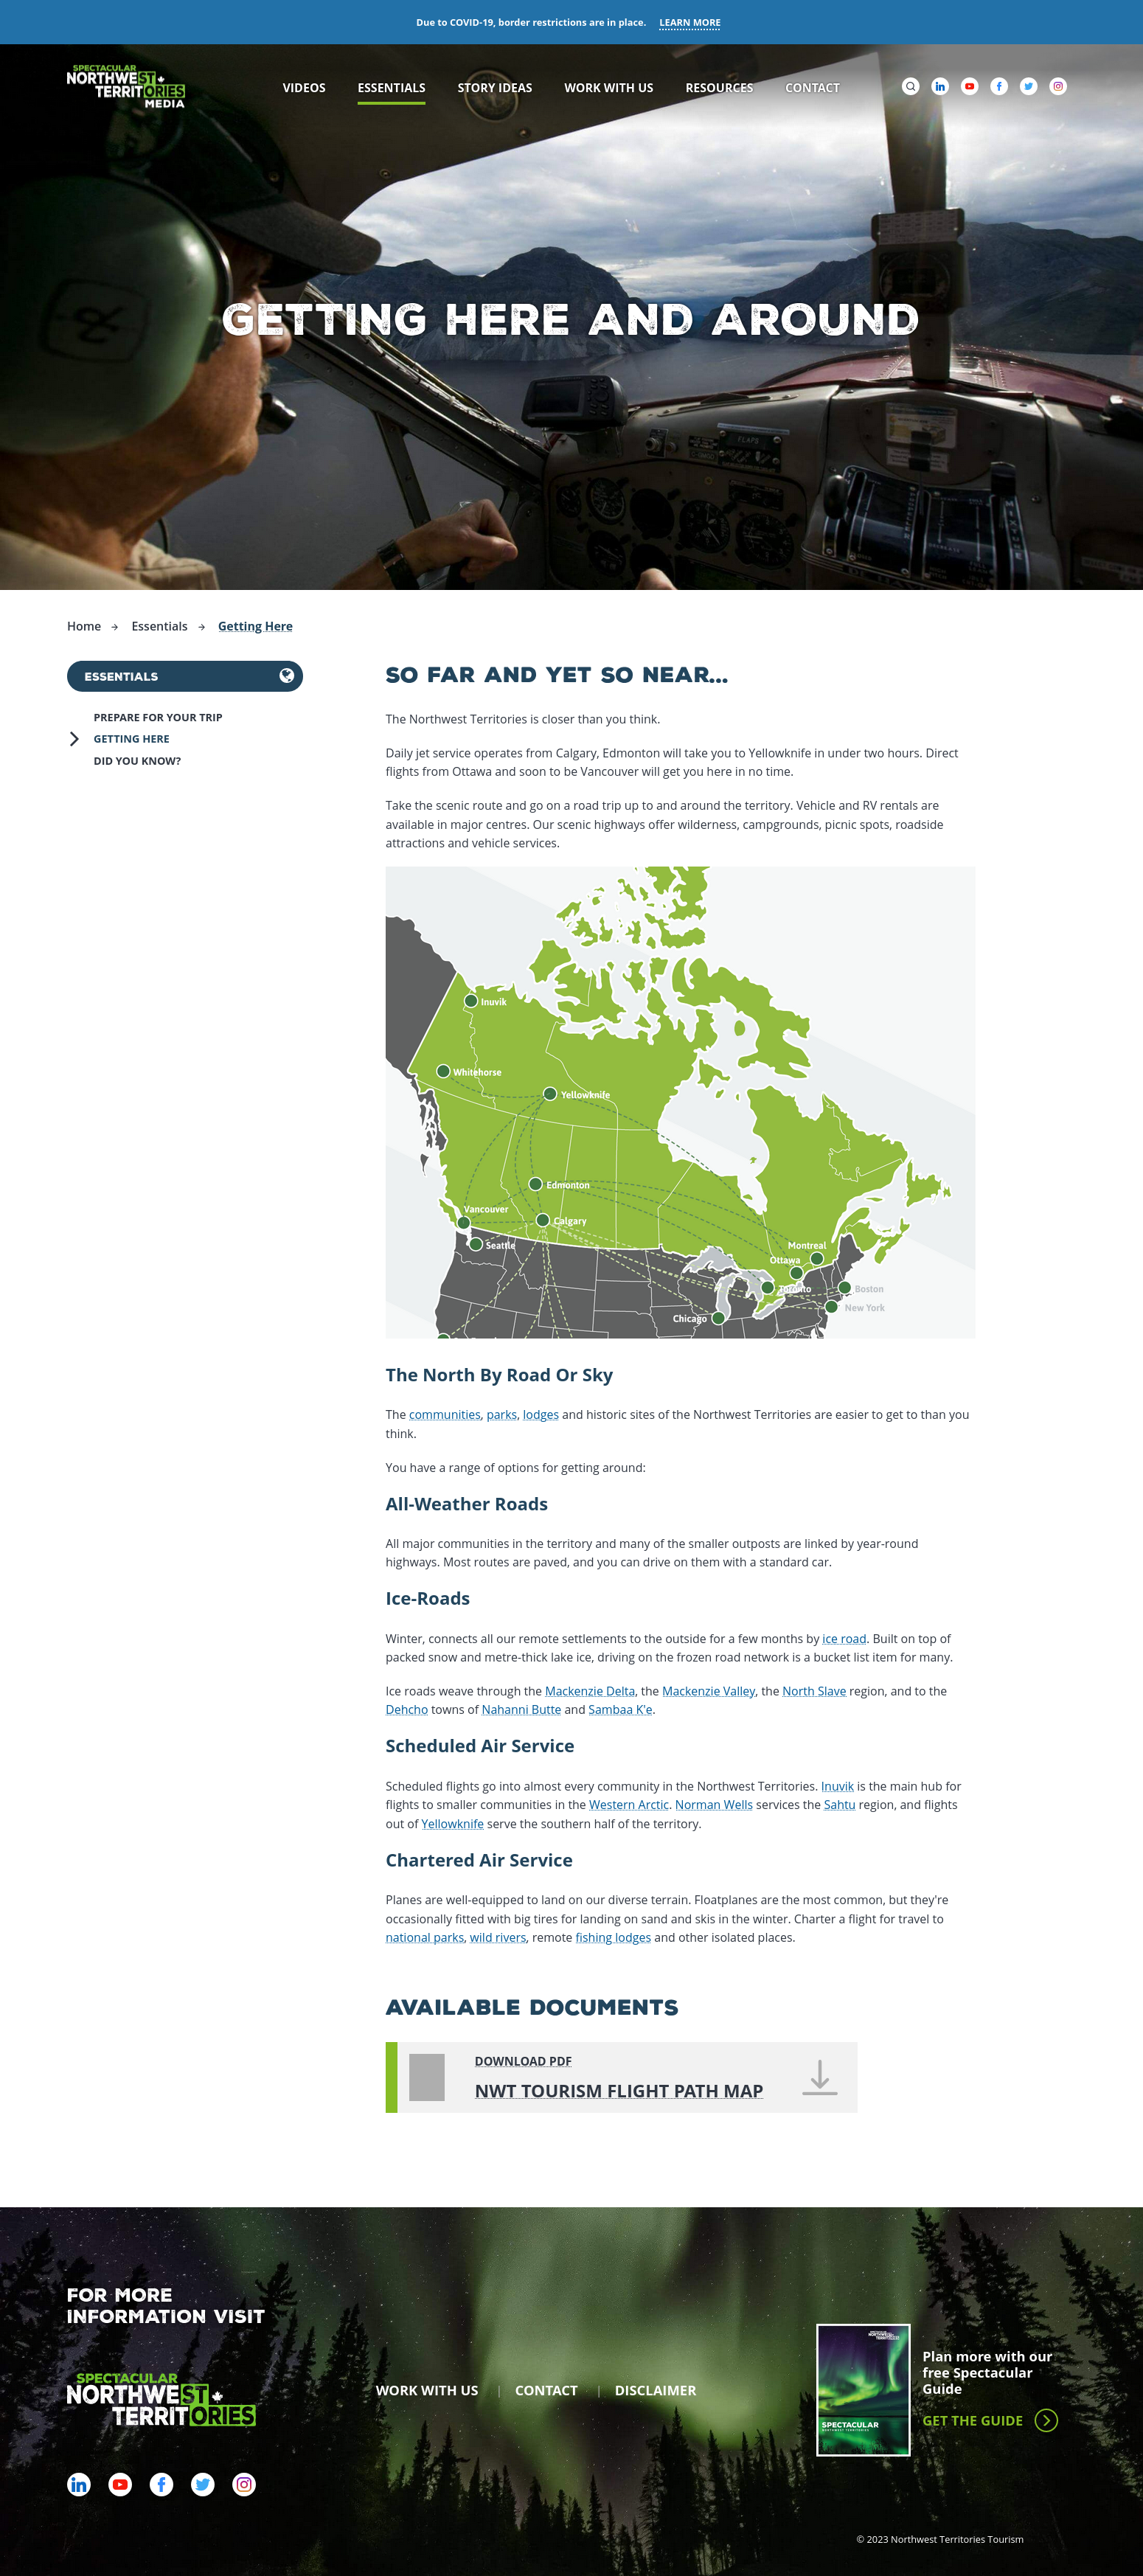 Due to COVID-19, border restrictions are in place. LEARN MORE
SPECTACULAR
NORTHWEST
TERRITORIES
MEDIA
VIDEOS ESSENTIALS STORY IDEAS WORK WITH US RESOURCES CONTACT
FLAPS
GETTING HERE AND AROUND
Home Essentials Getting Here
ESSENTIALS
PREPARE FOR YOUR TRIP
GETTING HERE
DID YOU KNOW?
SO FAR AND YET SO NEAR...
The Northwest Territories is closer than you think.
Daily jet service operates from Calgary, Edmonton will take you to Yellowknife in under two hours. Direct
flights from Ottawa and soon to be Vancouver will get you here in no time.
Take the scenic route and go on a road trip up to and around the territory. Vehicle and RV rentals are
available in major centres. Our scenic highways offer wilderness, campgrounds, picnic spots, roadside
attractions and vehicle services.
Inuvik
Whitehorse
Yellowknife
Edmonton
Vancouver
Calgary
Seattle
Montreal
Ottawa
Toronto
Boston
New York
Chicago
The North By Road Or Sky
The communities, parks, lodges and historic sites of the Northwest Territories are easier to get to than you
think.
You have a range of options for getting around:
All-Weather Roads
All major communities in the territory and many of the smaller outposts are linked by year-round
highways. Most routes are paved, and you can drive on them with a standard car.
Ice-Roads
Winter, connects all our remote settlements to the outside for a few months by ice road. Built on top of
packed snow and metre-thick lake ice, driving on the frozen road network is a bucket list item for many.
Ice roads weave through the Mackenzie Delta, the Mackenzie Valley, the North Slave region, and to the
Dehcho towns of Nahanni Butte and Sambaa K'e.
Scheduled Air Service
Scheduled flights go into almost every community in the Northwest Territories. Inuvik is the main hub for
flights to smaller communities in the Western Arctic. Norman Wells services the Sahtu region, and flights
out of Yellowknife serve the southern half of the territory.
Chartered Air Service
Planes are well-equipped to land on our diverse terrain. Floatplanes are the most common, but they're
occasionally fitted with big tires for landing on sand and skis in the winter. Charter a flight for travel to
national parks, wild rivers, remote fishing lodges and other isolated places.
AVAILABLE DOCUMENTS
DOWNLOAD PDF
NWT TOURISM FLIGHT PATH MAP
FOR MORE
INFORMATION VISIT
SPECTACULAR
NORTHWEST
TERRITORIES
WORK WITH US | CONTACT | DISCLAIMER
SPECTACULAR
NORTHWEST TERRITORIES
Plan more with our
free Spectacular
Guide
GET THE GUIDE
© 2023 Northwest Territories Tourism